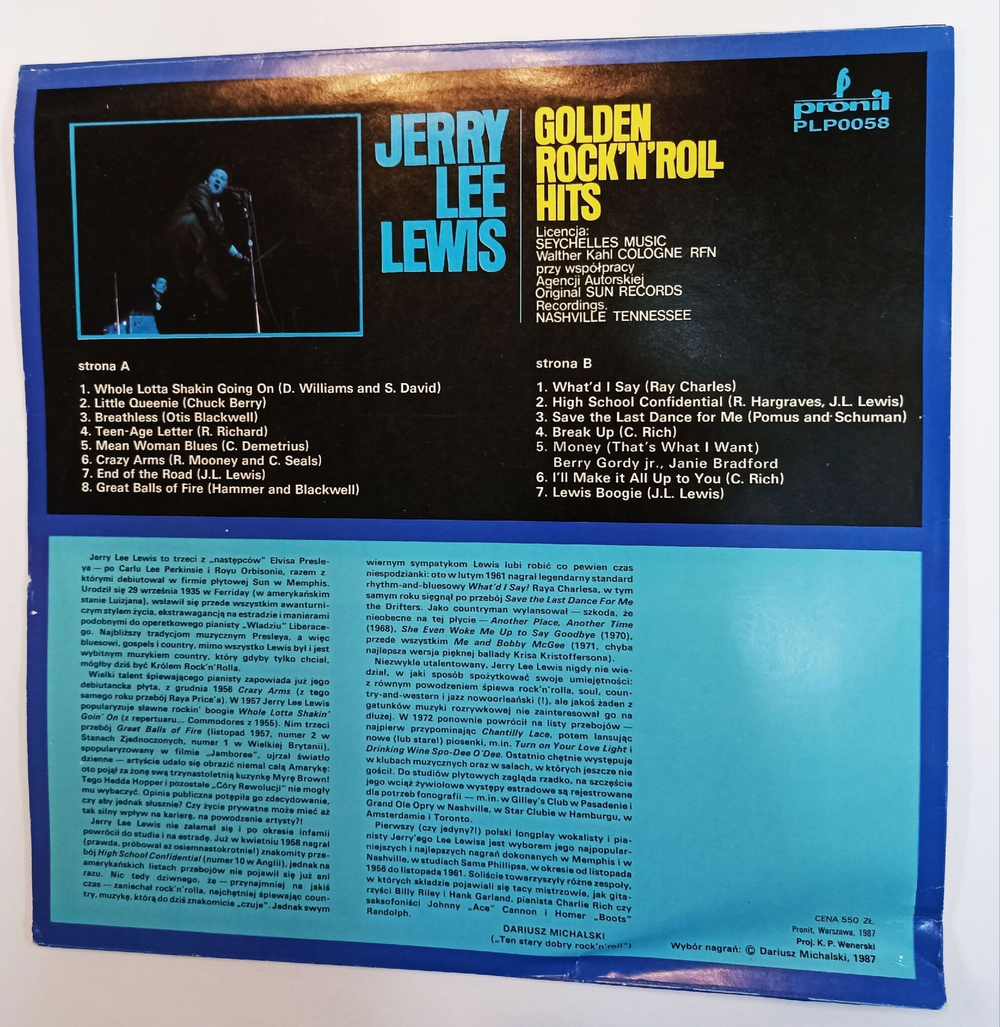 JERRY
LEE
LEWIS
GOLDEN
ROCK'N'ROLL
HITS
pronit
PLP0058
Licencja:
SEYCHELLES MUSIC
Walther Kahl COLOGNE RFN
przy współpracy
Agencji Autorskiej
Original SUN RECORDS
Recordings.
NASHVILLE TENNESSEE
strona A
1. Whole Lotta Shakin Going On (D. Williams and S. David)
2. Little Queenie (Chuck Berry)
3. Breathless (Otis Blackwell)
4. Teen-Age Letter (R. Richard)
5. Mean Woman Blues (C. Demetrius)
6. Crazy Arms (R. Mooney and C. Seals)
7. End of the Road (J.L. Lewis)
8. Great Balls of Fire (Hammer and Blackwell)
strona B
1. What'd I Say (Ray Charles)
2. High School Confidential (R. Hargraves, J.L. Lewis)
3. Save the Last Dance for Me (Pomus and Schuman)
4. Break Up (C. Rich)
5. Money (That's What I Want)
Berry Gordy jr., Janie Bradford
6. I'll Make it All Up to You (C. Rich)
7. Lewis Boogie (J.L. Lewis)
Jerry Lee Lewis to trzeci z „następców" Elvisa Presle-
ya — po Carlu Lee Perkinsie i Royu Orbisonie, razem z
którymi debiutował w firmie płytowej Sun w Memphis.
Urodził się 29 września 1935 w Ferriday (w amerykańskim
stanie Luizjana), wsławił się przede wszystkim awanturni-
czym stylem życia, ekstrawagancją na estradzie i manierami
podobnymi do operetkowego pianisty „Władziu" Liberace-
go. Najbliższy tradycjom muzycznym Presleya, a więc
bluesowi, gospels i country, mimo wszystko Lewis był i jest
wybitnym muzykiem country, który gdyby tylko chciał,
mógłby dziś być Królem Rock'n'Rolla.
Wielki talent śpiewającego pianisty zapowiada już jego
debiutancka płyta, z grudnia 1956 Crazy Arms (z tego
samego roku przebój Raya Price'a). W 1957 Jerry Lee Lewis
popularyzuje sławne rockin' boogie Whole Lotta Shakin'
Goin' On (z repertuaru... Commodores z 1955). Nim trzeci
przebój Great Balls of Fire (listopad 1957, numer 2 w
Stanach Zjednoczonych, numer 1 w Wielkiej Brytanii),
spopularyzowany w filmie „Jamboree", ujrzał światło
dzienne — artyście udało się obrazić niemal całą Amerykę:
oto pojął za żonę swą trzynastoletnią kuzynkę Myrę Brown!
Tego Hedda Hopper i pozostałe „Córy Rewolucji" nie mogły
mu wybaczyć. Opinia publiczna potępiła go zdecydowanie,
czy aby jednak słusznie? Czy życie prywatne może mieć aż
tak silny wpływ na karierę, na powodzenie artysty?!
Jerry Lee Lewis nie załamał się i po okresie infamii
powrócił do studia i na estradę. Już w kwietniu 1958 nagrał
(prawda, próbował aż osiemnastokrotnie!) znakomity prze-
bój High School Confidential (numer 10 w Anglii), jednak na
amerykańskich listach przebojów nie pojawił się już ani
razu. Nic tedy dziwnego, że — przynajmniej na jakiś
czas — zaniechał rock'n'rolla, najchętniej śpiewając coun-
try, muzykę, którą do dziś znakomicie „czuje". Jednak swym
wiernym sympatykom Lewis lubi robić co pewien czas
niespodzianki: oto w lutym 1961 nagrał legendarny standard
rhythm-and-bluesowy What'd I Say! Raya Charlesa, w tym
samym roku sięgnął po przebój Save the Last Dance For Me
the Drifters. Jako countryman wylansował — szkoda, że
nieobecne na tej płycie — Another Place, Another Time
(1968), She Even Woke Me Up to Say Goodbye (1970),
przede wszystkim Me and Bobby McGee (1971, chyba
najlepsza wersja pięknej ballady Krisa Kristoffersona).
Niezwykle utalentowany, Jerry Lee Lewis nigdy nie wie-
dział, w jaki sposób spożytkować swoje umiejętności:
z równym powodzeniem śpiewa rock'n'rolla, soul, coun-
try-and-western i jazz nowoorleański (!), ale jakoś żaden z
gatunków muzyki rozrywkowej nie zainteresował go na
dłużej. W 1972 ponownie powrócił na listy przebojów —
najpierw przypominając Chantilly Lace, potem lansując
nowe (lub stare!) piosenki, m.in. Turn on Your Love Light i
Drinking Wine Spo-Dee O'Dee. Ostatnio chętnie występuje
w klubach muzycznych oraz w salach, w których jeszcze nie
gościł. Do studiów płytowych zagląda rzadko, na szczęście
jego wciąż żywiołowe występy estradowe są rejestrowane
dla potrzeb fonografii — m.in. w Gilley's Club w Pasadenie i
Grand Ole Opry w Nashville, w Star Clubie w Hamburgu, w
Amsterdamie i Toronto.
Pierwszy (czy jedyny?!) polski longplay wokalisty i pia-
nisty Jerry'ego Lee Lewisa jest wyborem jego najpopular-
niejszych i najlepszych nagrań dokonanych w Memphis i w
Nashville, w studiach Sama Phillipsa, w okresie od listopada
1956 do listopada 1961. Soliście towarzyszyły różne zespoły,
w których składzie pojawiali się tacy mistrzowie, jak gita-
rzyści Billy Riley i Hank Garland, pianista Charlie Rich czy
saksofoniści Johnny „Ace" Cannon i Homer „Boots"
Randolph.
DARIUSZ MICHALSKI
(„Ten stary dobry rock'n'roll")
CENA 550 ZŁ.
Pronit, Warszawa, 1987
Proj. K. P. Wenerski
Wybór nagrań: © Dariusz Michalski, 1987